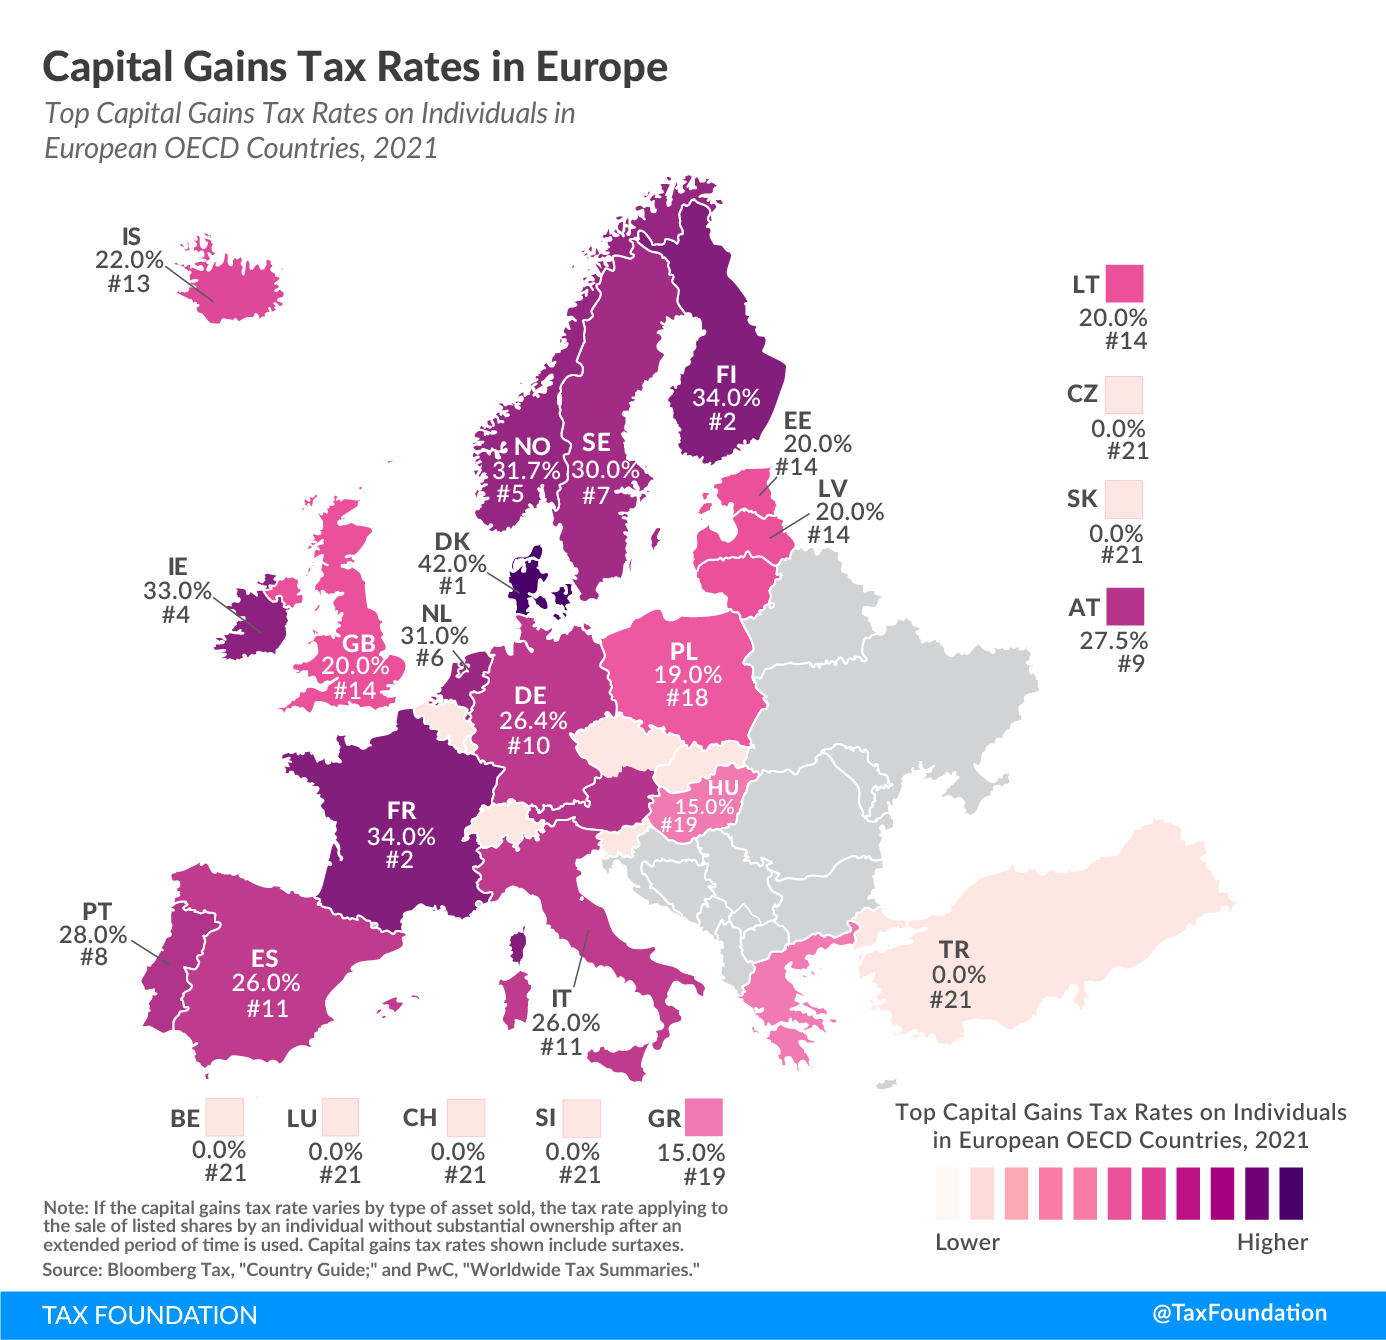 Capital Gains Tax Rates in Europe
Top Capital Gains Tax Rates on Individuals in
European OECD Countries, 2021
IS
22.0%
#13
LT
20.0%
#14
FI
34.0%
#2
CZ
0.0%
#21
EE
20.0%
#14
NO
31.7%
#5
SE
30.0%
#7
LV
20.0%
#14
SK
0.0%
#21
DK
42.0%
#1
IE
33.0%
#4
AT
27.5%
#9
NL
31.0%
#6
GB
20.0%
#14
PL
19.0%
#18
DE
26.4%
#10
HU
15.0%
#19
FR
34.0%
#2
PT
28.0%
#8
ES
26.0%
#11
TR
0.0%
#21
IT
26.0%
#11
BE
0.0%
#21
LU
0.0%
#21
CH
0.0%
#21
SI
0.0%
#21
GR
15.0%
#19
Top Capital Gains Tax Rates on Individuals
in European OECD Countries, 2021
Lower
Higher
Note: If the capital gains tax rate varies by type of asset sold, the tax rate applying to
the sale of listed shares by an individual without substantial ownership after an
extended period of time is used. Capital gains tax rates shown include surtaxes.
Source: Bloomberg Tax, "Country Guide;" and PwC, "Worldwide Tax Summaries."
TAX FOUNDATION
@TaxFoundation